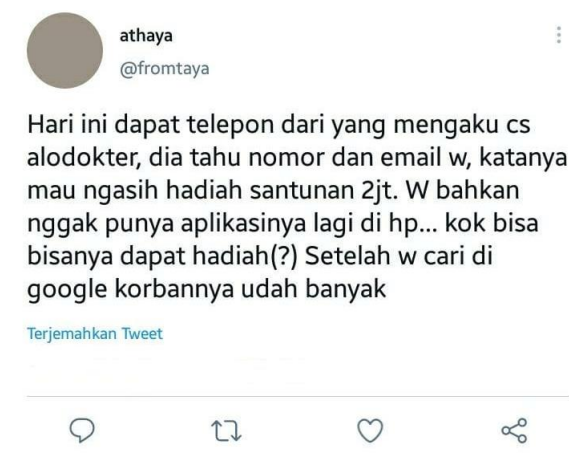 athaya
@fromtaya
Hari ini dapat telepon dari yang mengaku cs
alodokter, dia tahu nomor dan email w, katanya
mau ngasih hadiah santunan 2jt. W bahkan
nggak punya aplikasinya lagi di hp... kok bisa
bisanya dapat hadiah(?) Setelah w cari di
google korbannya udah banyak
Terjemahkan Tweet